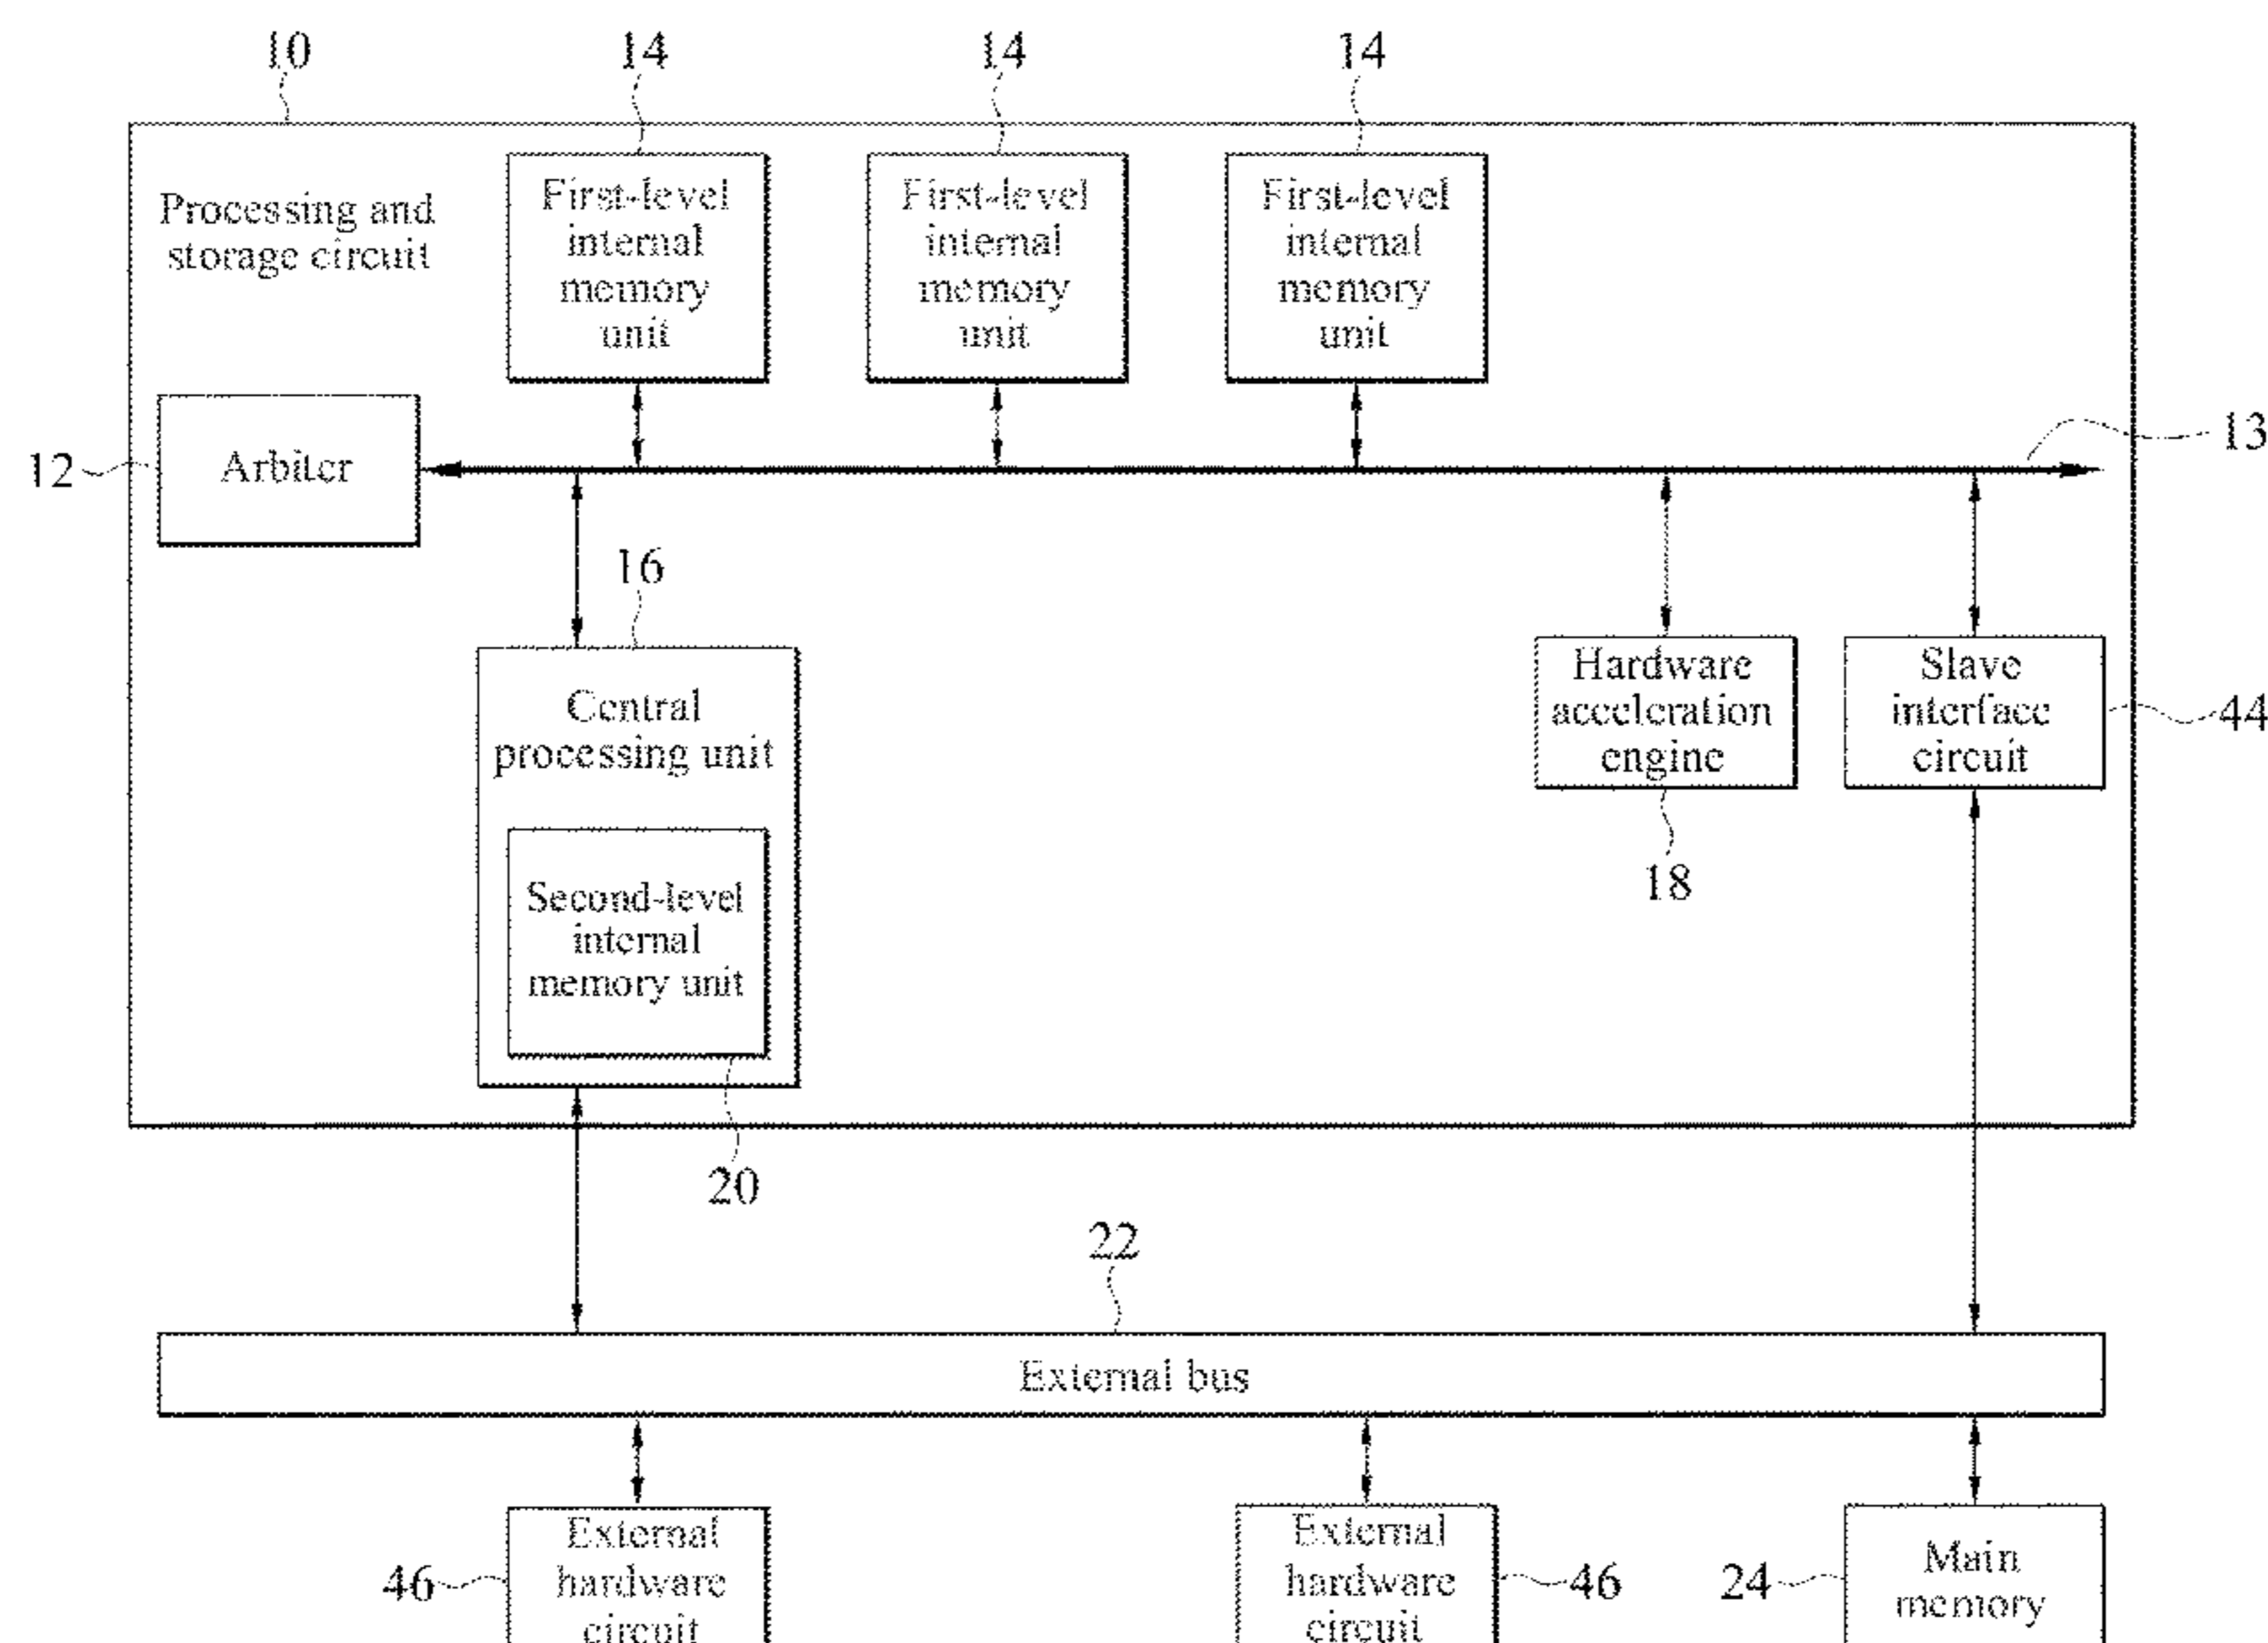 10
14
14
14
Processing and
storage circuit
First-level
internal
memory
unit
First-level
internal
memory
unit
First-level
internal
memory
unit
12
Arbiter
13
16
Central
processing unit
Second-level
internal
memory unit
20
Hardware
acceleration
engine
18
Slave
interface
circuit
44
22
External bus
46
External
hardware
circuit
External
hardware
circuit
46
24
Main
memory